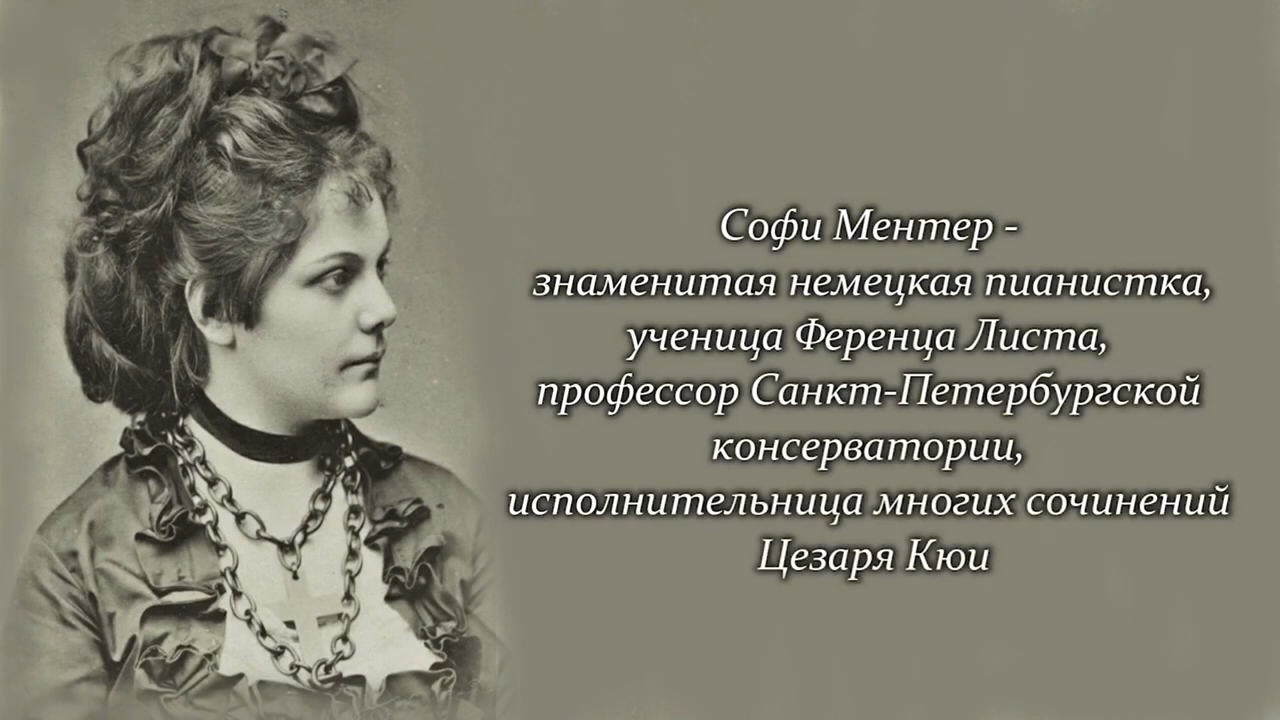 Софи Ментер -
знаменитая немецкая пианистка,
ученица Ференца Листа,
профессор Санкт-Петербургской
консерватории,
исполнительница многих сочинений
Цезаря Кюи